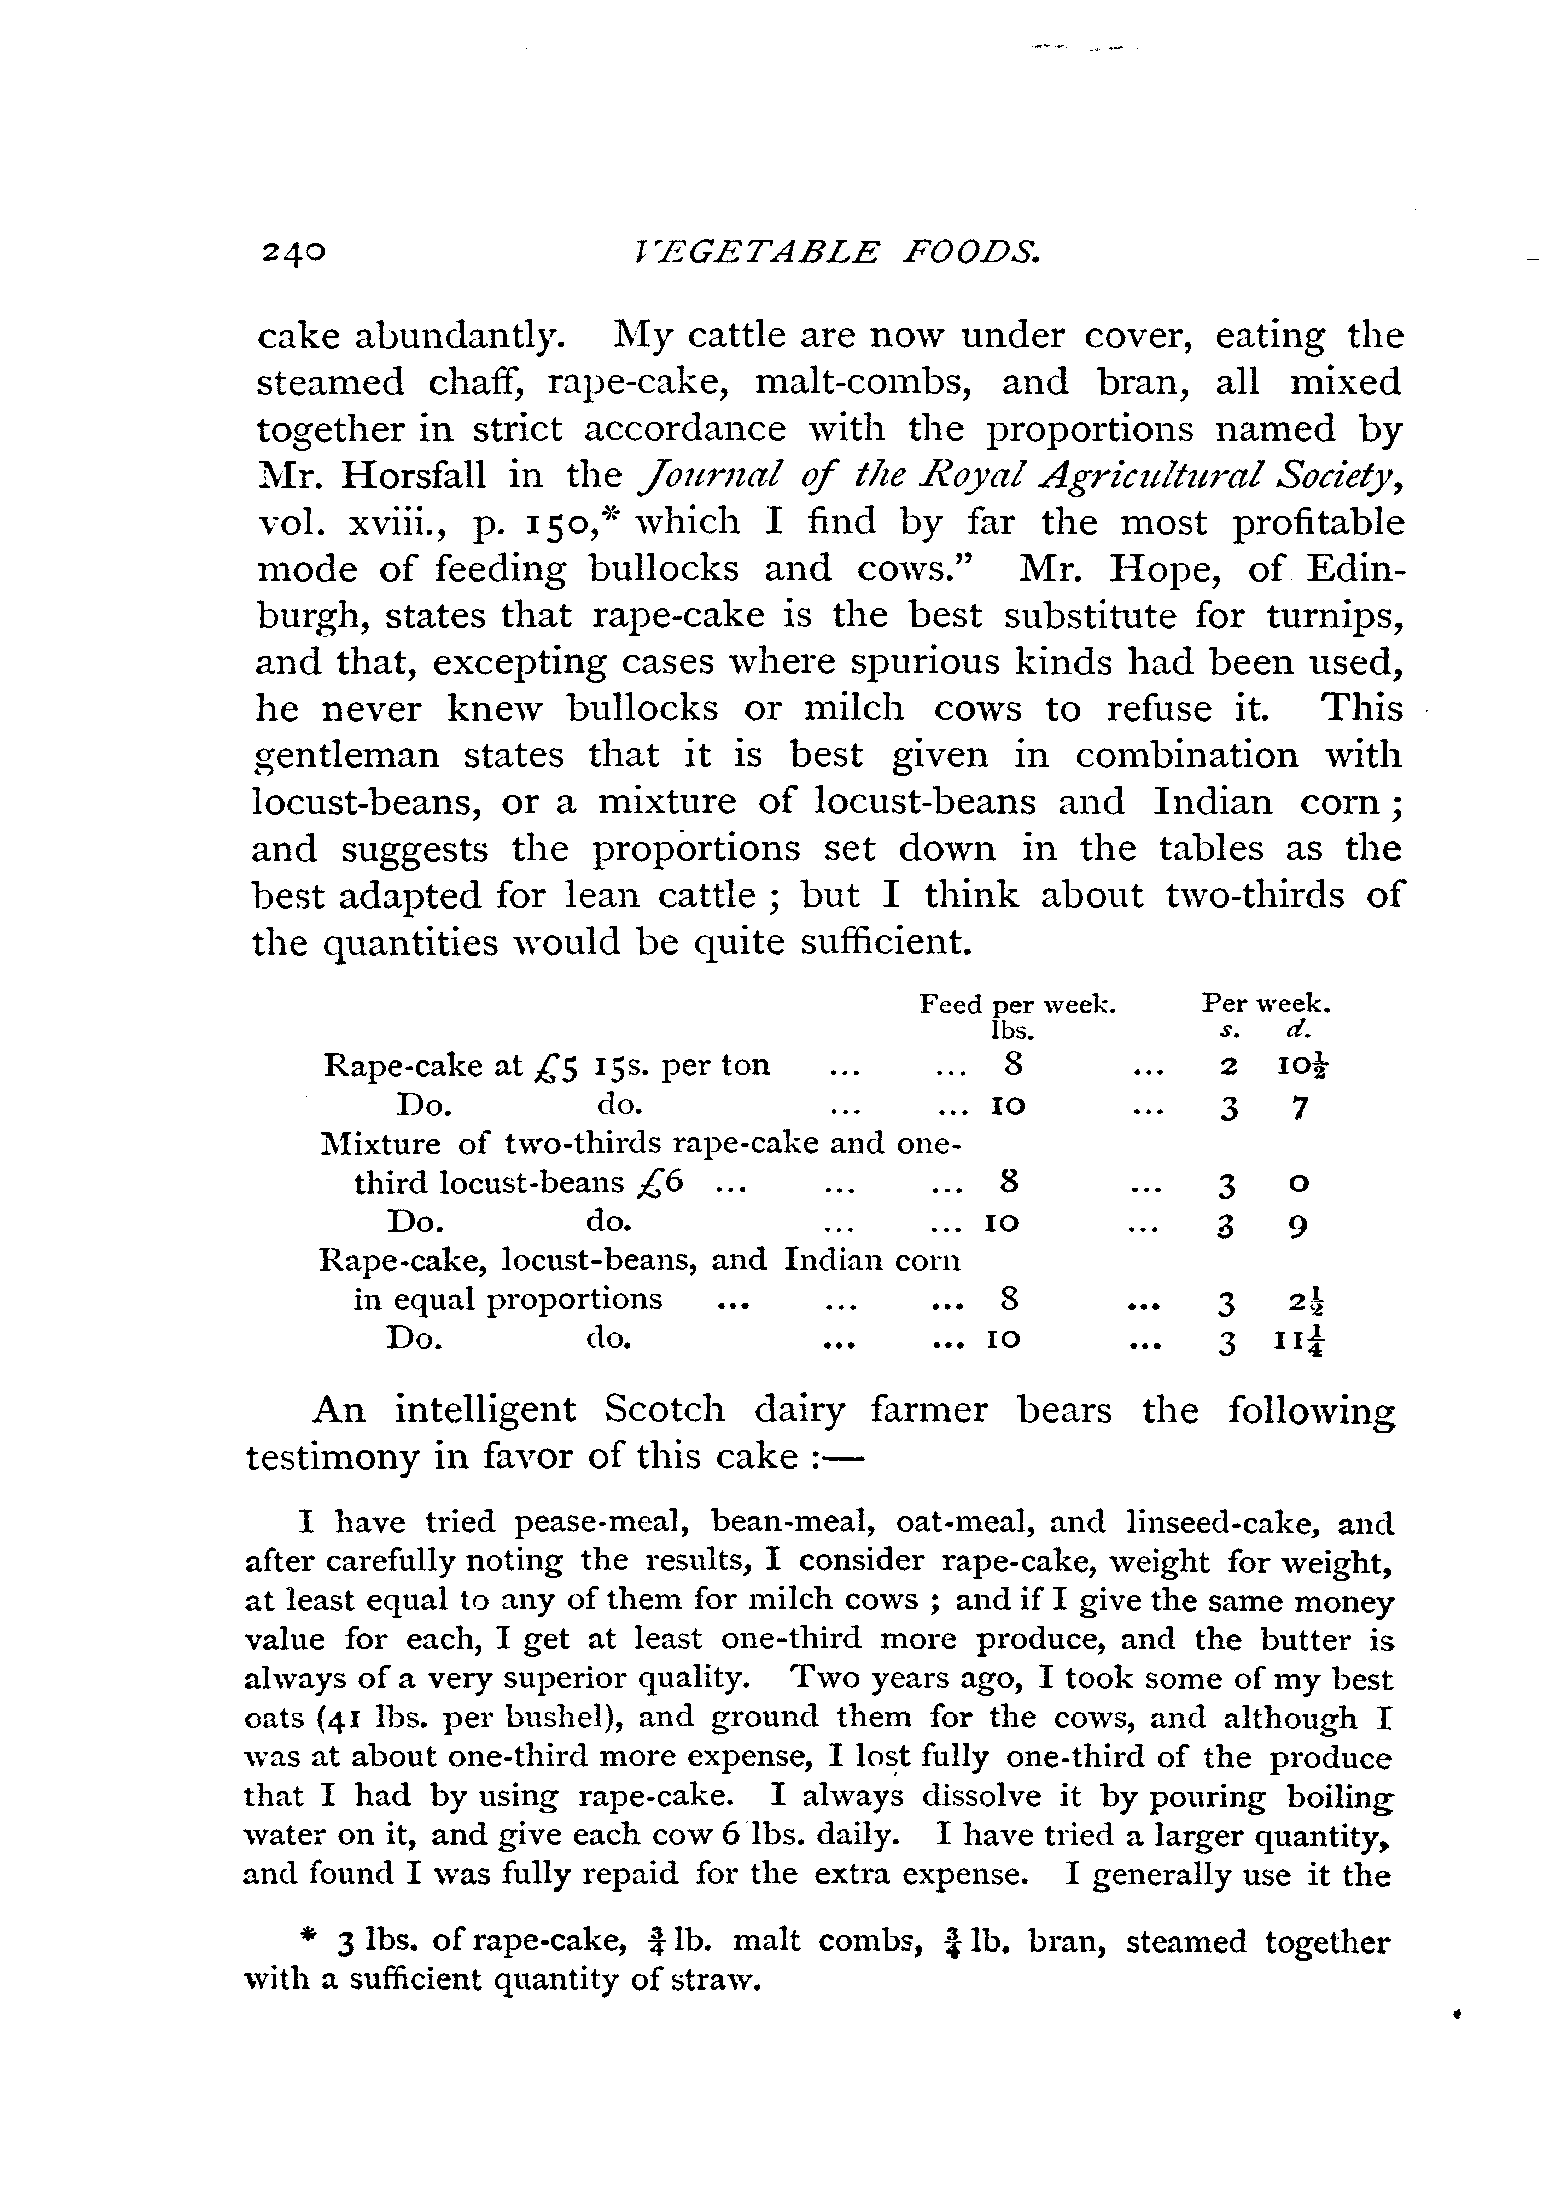 240 VEGETABLE FOODS.
cake abundantly. My cattle are now under cover, eating the
steamed chaff, rape-cake, malt-combs, and bran, all mixed
together in strict accordance with the proportions named by
Mr. Horsfall in the Journal of the Royal Agricultural Society,
vol. xviii., p. 150,* which I find by far the most profitable
mode of feeding bullocks and cows.” Mr. Hope, of Edin-
burgh, states that rape-cake is the best substitute for turnips,
and that, excepting cases where spurious kinds had been used,
he never knew bullocks or milch cows to refuse it. This
gentleman states that it is best given in combination with
locust-beans, or a mixture of locust-beans and Indian corn ;
and suggests the proportions set down in the tables as the
best adapted for lean cattle ; but I think about two-thirds of
the quantities would be quite sufficient.
Feed per week. Per week.
lbs. s. d.
Rape-cake at £5 15s. per ton ... ... 8 ... 2 10½
Do. do. ... ... 10 ... 3 7
Mixture of two-thirds rape-cake and one-
third locust-beans £6 ... ... ... 8 ... 3 0
Do. do. ... ... 10 ... 3 9
Rape-cake, locust-beans, and Indian corn
in equal proportions ... ... ... 8 ... 3 2½
Do. do. ... ... 10 ... 3 11¼
An intelligent Scotch dairy farmer bears the following
testimony in favor of this cake :—
I have tried pease-meal, bean-meal, oat-meal, and linseed-cake, and
after carefully noting the results, I consider rape-cake, weight for weight,
at least equal to any of them for milch cows ; and if I give the same money
value for each, I get at least one-third more produce, and the butter is
always of a very superior quality. Two years ago, I took some of my best
oats (41 lbs. per bushel), and ground them for the cows, and although I
was at about one-third more expense, I lost fully one-third of the produce
that I had by using rape-cake. I always dissolve it by pouring boiling
water on it, and give each cow 6 lbs. daily. I have tried a larger quantity,
and found I was fully repaid for the extra expense. I generally use it the
* 3 lbs. of rape-cake, ¾ lb. malt combs, ¾ lb. bran, steamed together
with a sufficient quantity of straw.